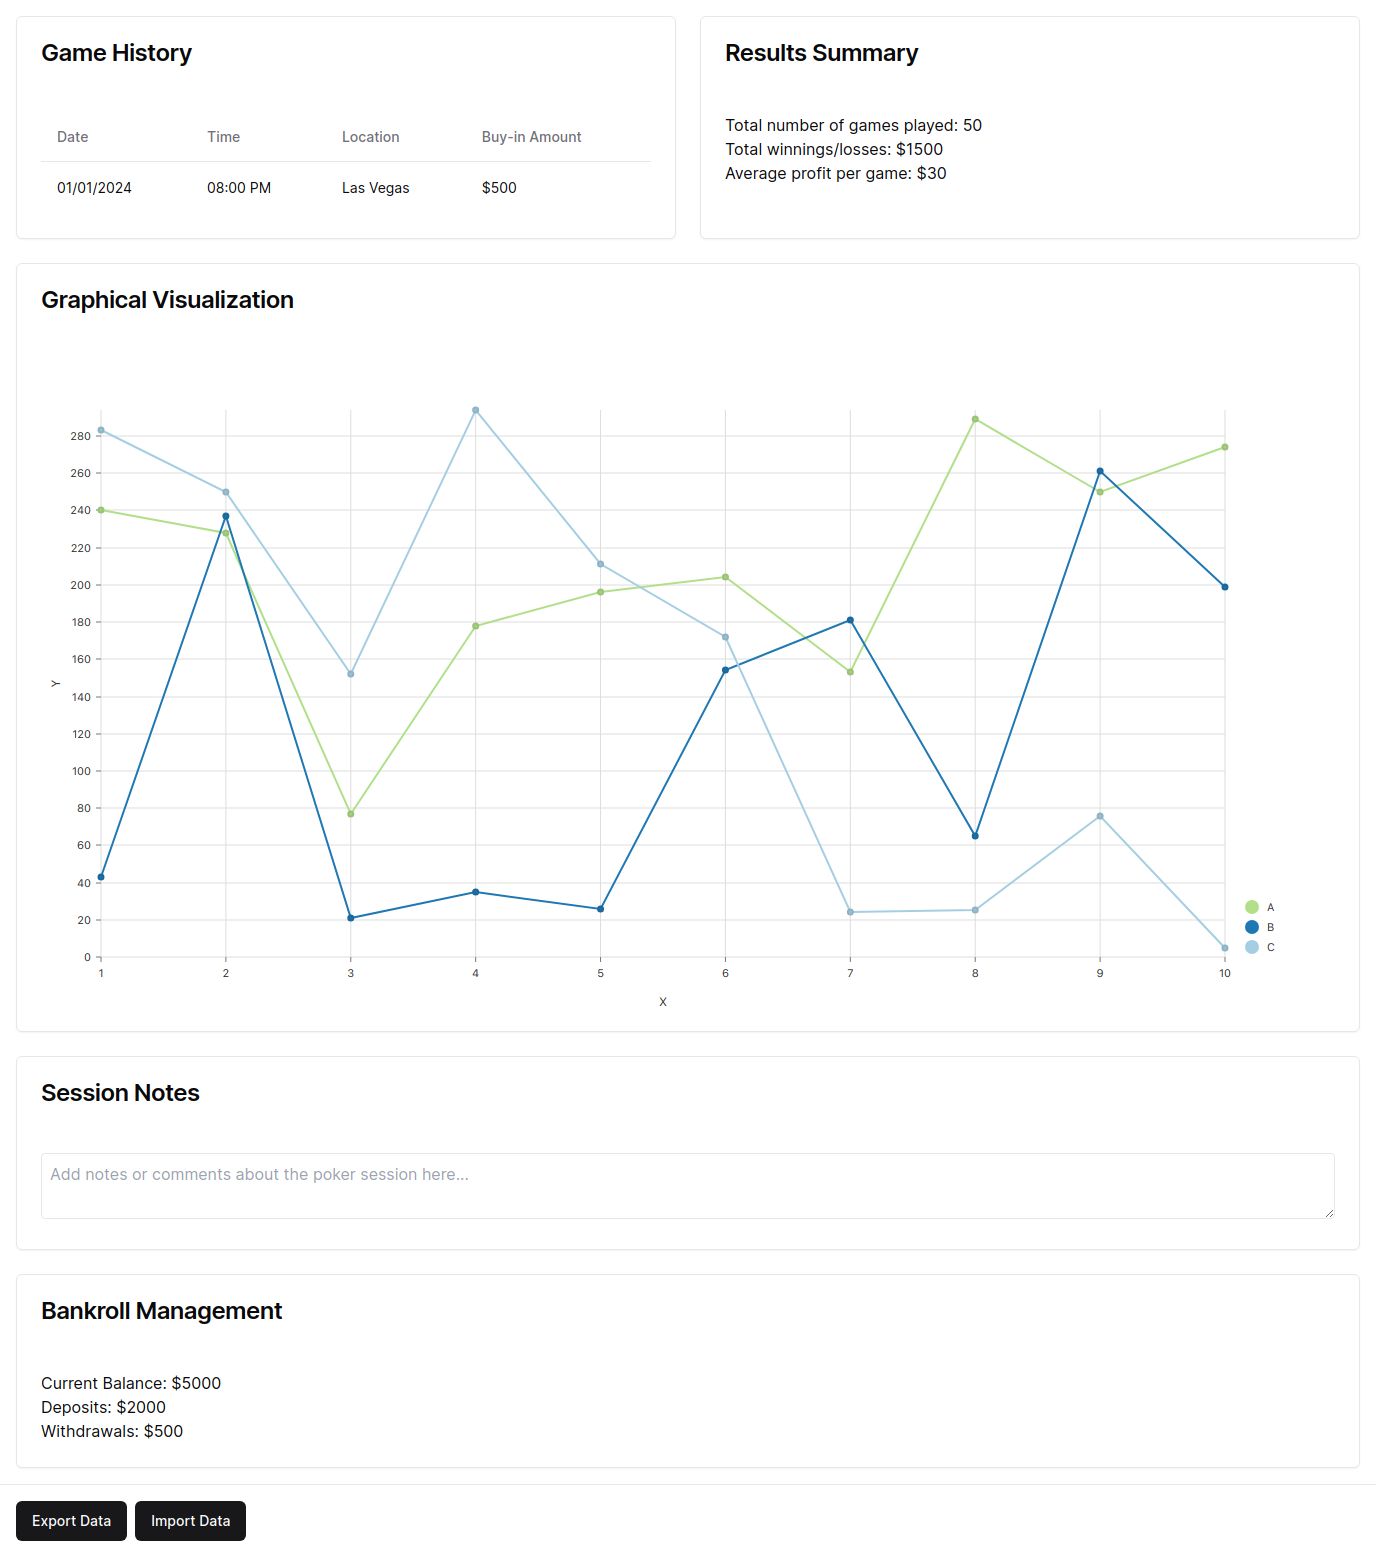 Game History
Date Time Location Buy-in Amount
01/01/2024 08:00 PM Las Vegas $500
Results Summary
Total number of games played: 50
Total winnings/losses: $1500
Average profit per game: $30
Graphical Visualization
280
260
240
220
200
180
160
140
120
100
80
60
40
20
0
Y
1 2 3 4 5 6 7 8 9 10
X
A
B
C
Session Notes
Add notes or comments about the poker session here...
Bankroll Management
Current Balance: $5000
Deposits: $2000
Withdrawals: $500
Export Data Import Data